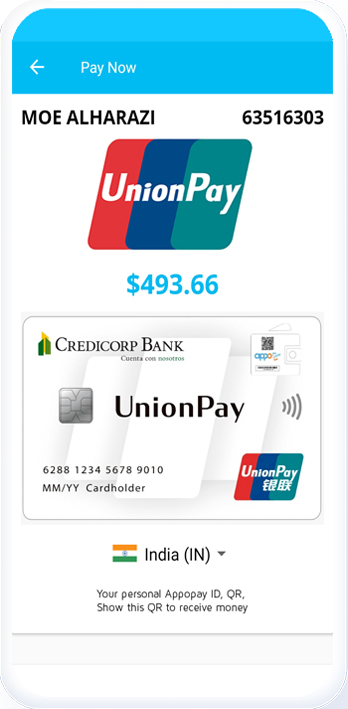 Pay Now
MOE ALHARAZI 63516303
UnionPay
$493.66
CREDICORP BANK
Cuenta con nosotros
appo
UnionPay
6288 1234 5678 9010
MM/YY Cardholder
UnionPay
银联
India (IN)
Your personal Appopay ID, QR,
Show this QR to receive money